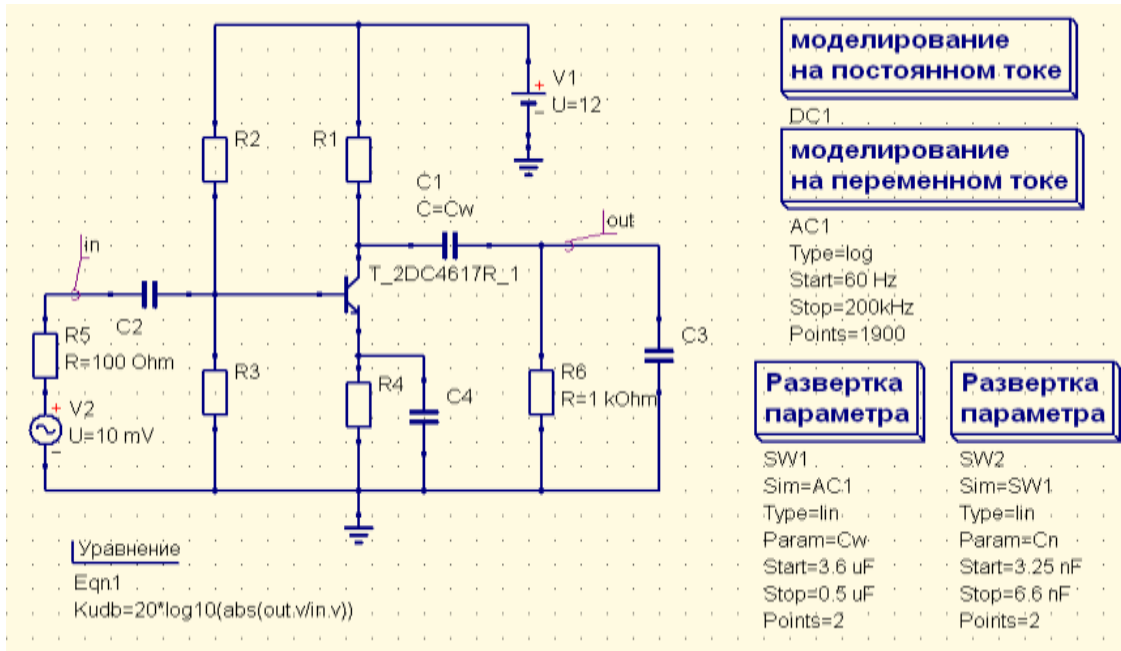 моделирование
на постоянном токе
DC1
моделирование
на переменном токе
AC1
Type=log
Start=60 Hz
Stop=200kHz
Points=1900
Развертка
параметра
SW1
Sim=AC1
Type=lin
Param=Cw
Start=3.6 uF
Stop=0.5 uF
Points=2
Развертка
параметра
SW2
Sim=SW1
Type=lin
Param=Cn
Start=3.25 nF
Stop=6.6 nF
Points=2
V1
U=12
R2
R1
C1
C=Cw
out
in
T_2DC4617R_1
C2
R5
R=100 Ohm
R3
R4
C4
R6
R=1 kOhm
C3
V2
U=10 mV
Уравнение
Eqn1
Kudb=20*log10(abs(out.v/in.v))